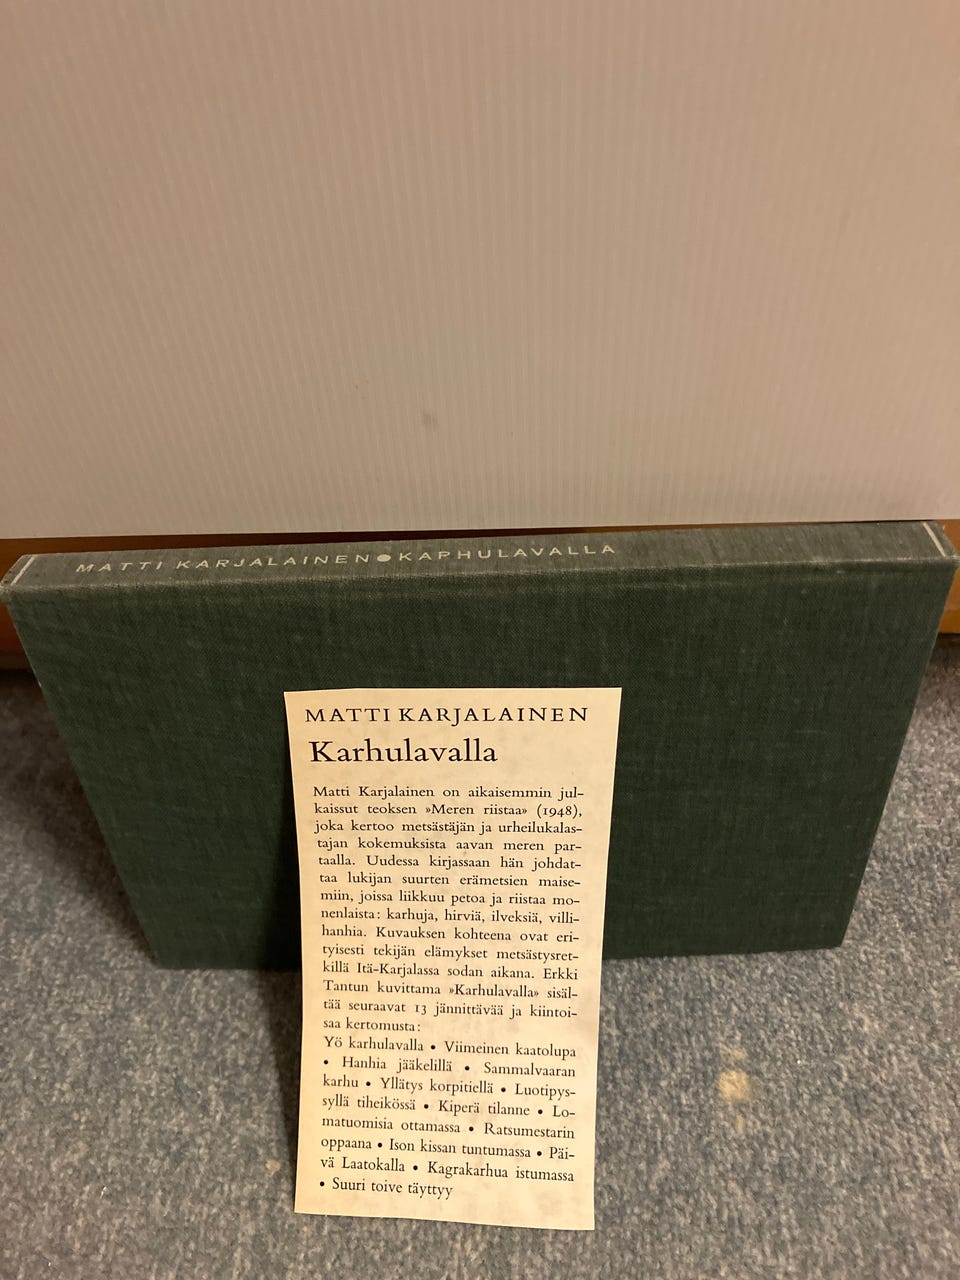 MATTI KARJALAINEN●KARHULAVALLA
MATTI KARJALAINEN
Karhulavalla
Matti Karjalainen on aikaisemmin jul-
kaissut teoksen »Meren riistaa» (1948),
joka kertoo metsästäjän ja urheilukalas-
tajan kokemuksista aavan meren par-
taalla. Uudessa kirjassaan hän johdat-
taa lukijan suurten erämetsien maise-
miin, joissa liikkuu petoa ja riistaa mo-
nenlaista: karhuja, hirviä, ilveksiä, villi-
hanhia. Kuvauksen kohteena ovat eri-
tyisesti tekijän elämykset metsästysret-
killä Itä-Karjalassa sodan aikana. Erkki
Tantun kuvittama »Karhulavalla» sisäl-
tää seuraavat 13 jännittävää ja kiintoi-
saa kertomusta:
Yö karhulavalla • Viimeinen kaatolupa
• Hanhia jääkelillä • Sammalvaaran
karhu • Yllätys korpitiellä • Luotipys-
syllä tiheikössä • Kiperä tilanne • Lo-
matuomisia ottamassa • Ratsumestarin
oppaana • Ison kissan tuntumassa • Päi-
vä Laatokalla • Kagrakarhua istumassa
• Suuri toive täyttyy